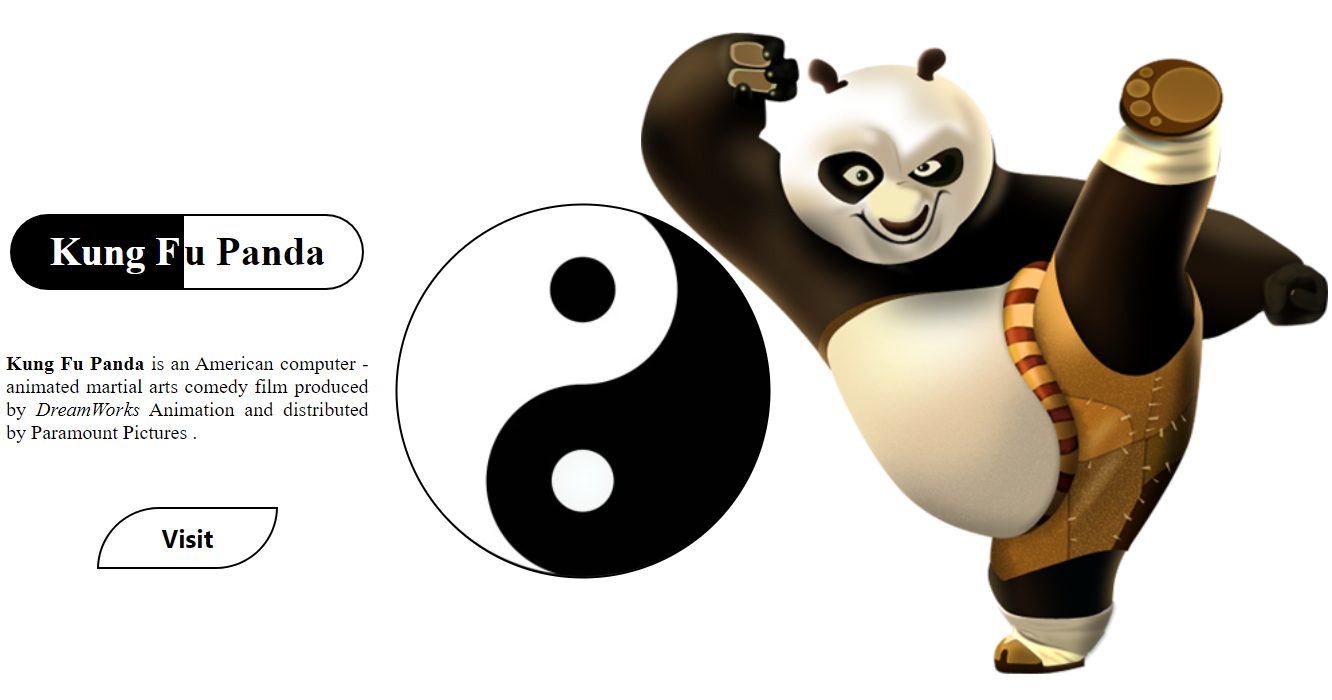 Kung Fu Panda
Kung Fu Panda is an American computer -
animated martial arts comedy film produced
by DreamWorks Animation and distributed
by Paramount Pictures .
Visit